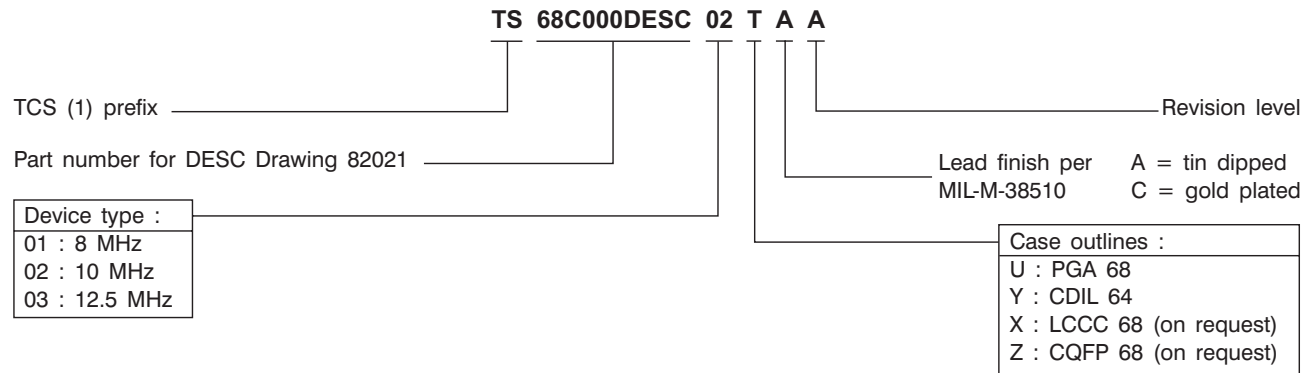 TS 68C000DESC 02 T A A
TCS (1) prefix
Revision level
Part number for DESC Drawing 82021
Lead finish per A = tin dipped
MIL-M-38510 C = gold plated
Device type :
01 : 8 MHz
02 : 10 MHz
03 : 12.5 MHz
Case outlines :
U : PGA 68
Y : CDIL 64
X : LCCC 68 (on request)
Z : CQFP 68 (on request)